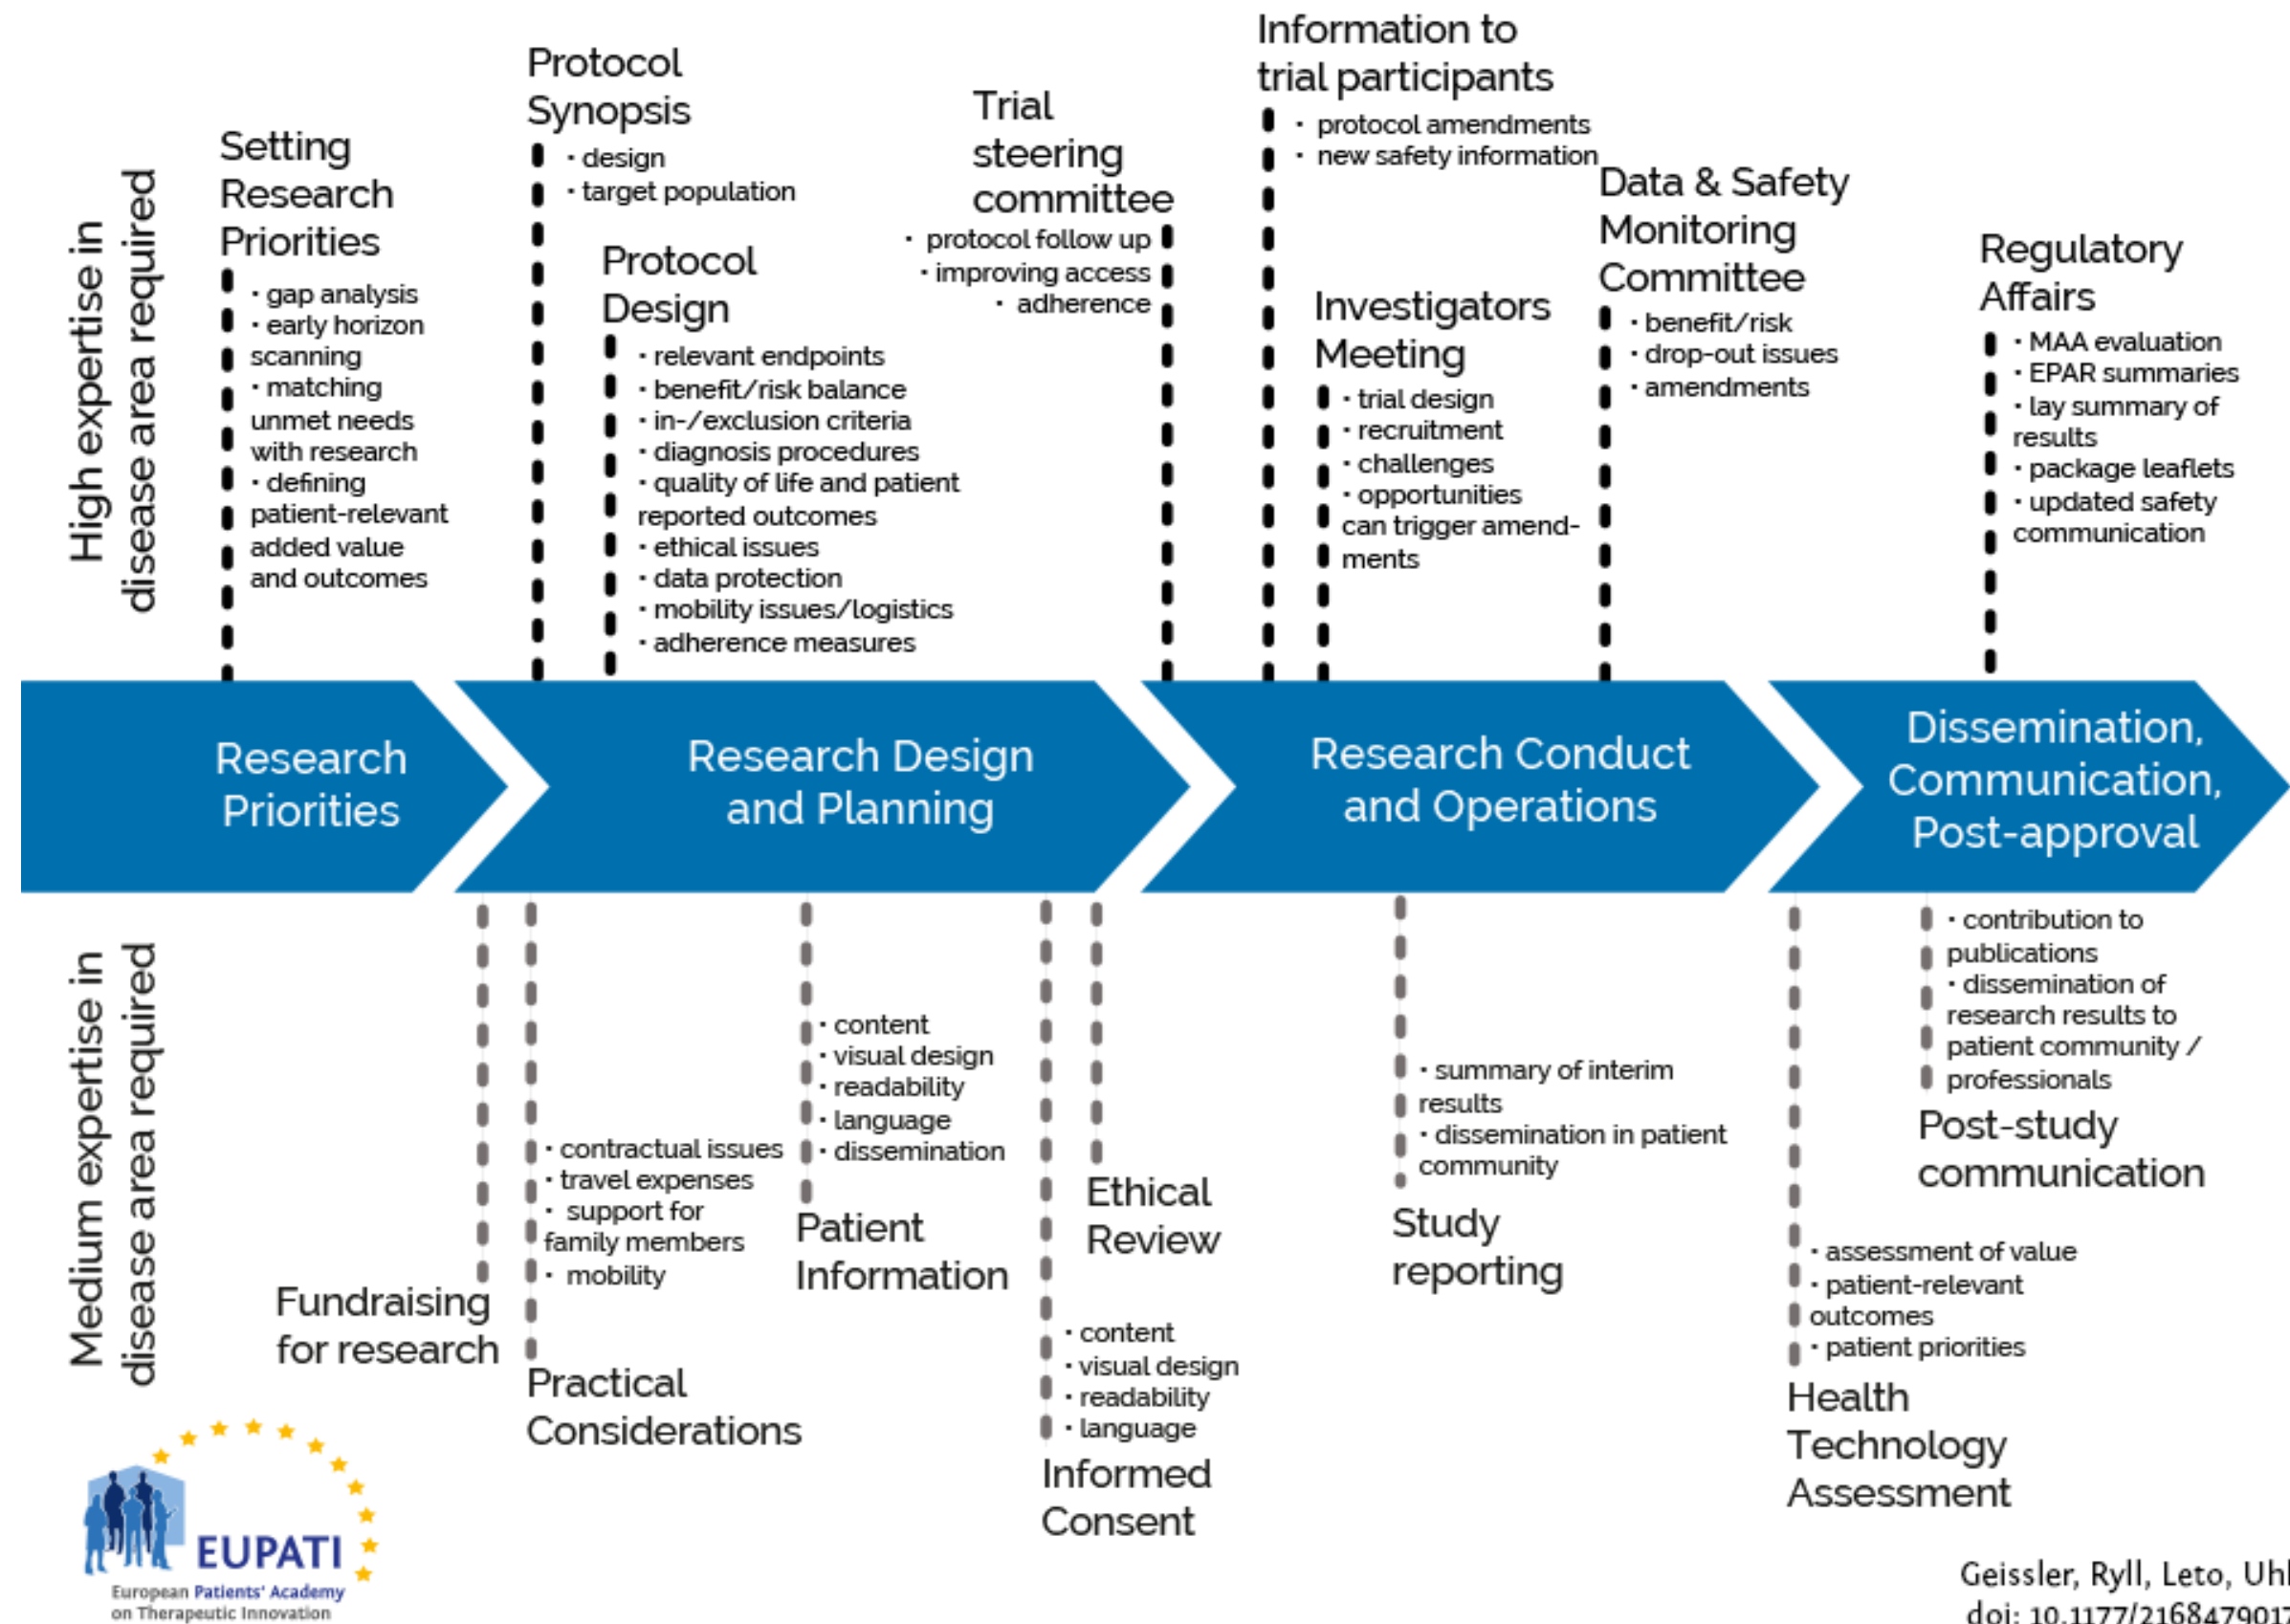 High expertise in
disease area required
Setting
Research
Priorities
· gap analysis
· early horizon
scanning
· matching
unmet needs
with research
· defining
patient-relevant
added value
and outcomes
Protocol
Synopsis
· design
· target population
Protocol
Design
· relevant endpoints
· benefit/risk balance
· in-/exclusion criteria
· diagnosis procedures
· quality of life and patient
reported outcomes
· ethical issues
· data protection
· mobility issues/logistics
· adherence measures
Trial
steering
committee
· protocol follow up
· improving access
· adherence
Information to
trial participants
· protocol amendments
· new safety information
Investigators
Meeting
· trial design
· recruitment
· challenges
· opportunities
can trigger amend-
ments
Data & Safety
Monitoring
Committee
· benefit/risk
· drop-out issues
· amendments
Regulatory
Affairs
· MAA evaluation
· EPAR summaries
· lay summary of
results
· package leaflets
· updated safety
communication
Research
Priorities
Research Design
and Planning
Research Conduct
and Operations
Dissemination,
Communication,
Post-approval
Medium expertise in
disease area required
Fundraising
for research
· contractual issues
· travel expenses
· support for
family members
· mobility
Practical
Considerations
· content
· visual design
· readability
· language
· dissemination
Patient
Information
Ethical
Review
· content
· visual design
· readability
· language
Informed
Consent
· summary of interim
results
· dissemination in patient
community
Study
reporting
· contribution to
publications
· dissemination of
research results to
patient community /
professionals
Post-study
communication
· assessment of value
· patient-relevant
outcomes
· patient priorities
Health
Technology
Assessment
EUPATI
European Patients' Academy
on Therapeutic Innovation
Geissler, Ryll, Leto, Uhl
doi: 10.1177/216847901